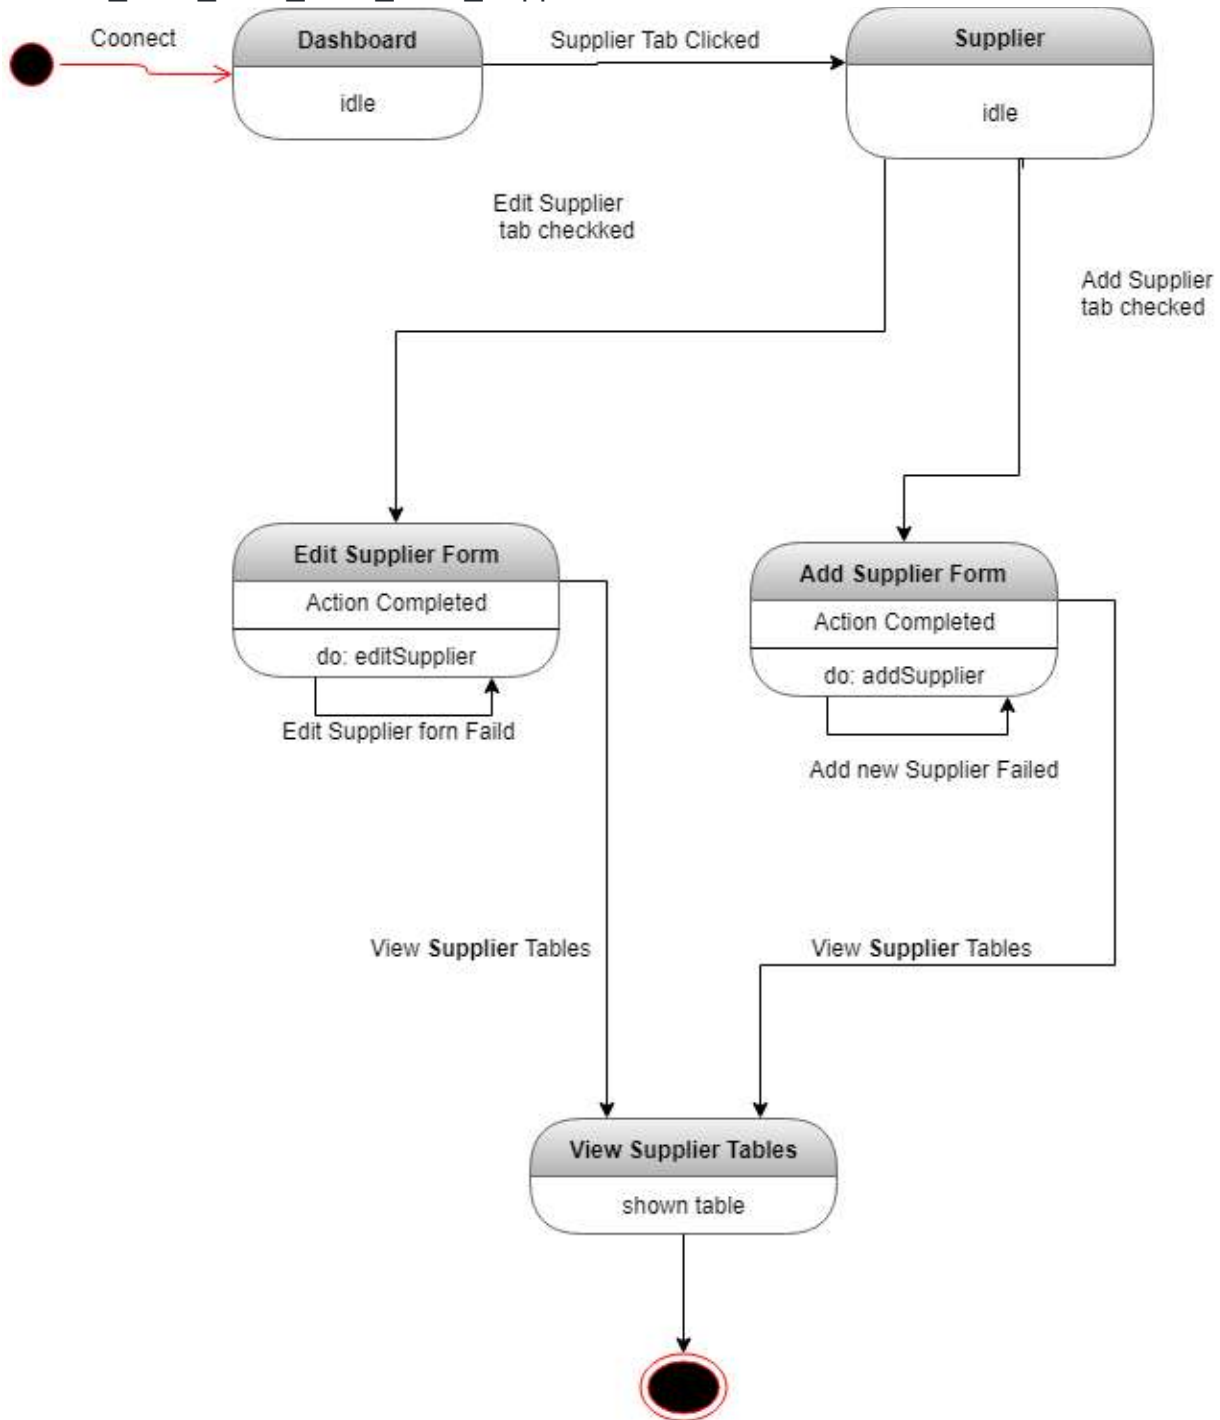 Coonect
Dashboard
Supplier Tab Clicked
Supplier
idle
idle
Edit Supplier
tab checkked
Add Supplier
tab checked
Edit Supplier Form
Action Completed
do: editSupplier
Edit Supplier forn Faild
Add Supplier Form
Action Completed
do: addSupplier
Add new Supplier Failed
View Supplier Tables
View Supplier Tables
View Supplier Tables
shown table